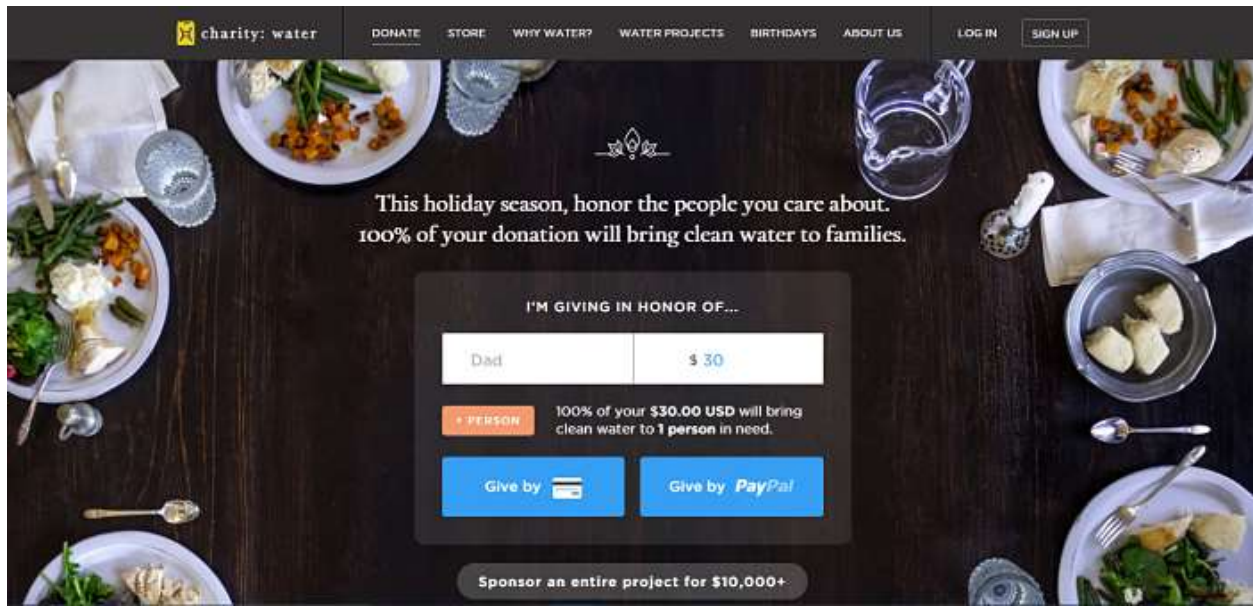 charity: water
DONATE
STORE
WHY WATER?
WATER PROJECTS
BIRTHDAYS
ABOUT US
LOG IN
SIGN UP
This holiday season, honor the people you care about.
100% of your donation will bring clean water to families.
I'M GIVING IN HONOR OF...
Dad
$ 30
+ PERSON
100% of your $30.00 USD will bring
clean water to 1 person in need.
Give by
Give by PayPal
Sponsor an entire project for $10,000+